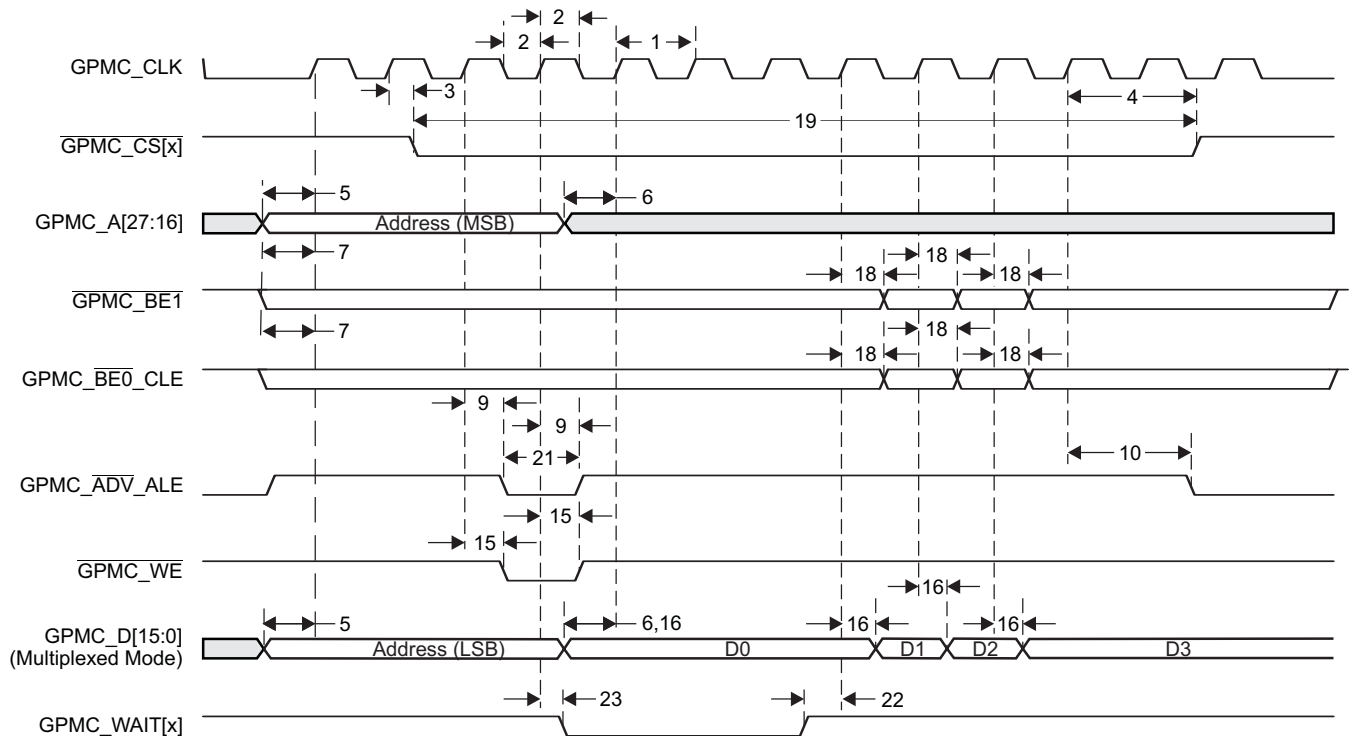 2
2
1
GPMC_CLK
3
4
19
GPMC_CS[x]
5
6
GPMC_A[27:16]
Address (MSB)
7
18
18
18
GPMC_BE1
7
18
18
18
GPMC_BE0_CLE
9
9
21
10
GPMC_ADV_ALE
15
15
GPMC_WE
16
5
6,16
16
16
GPMC_D[15:0]
(Multiplexed Mode)
Address (LSB)
D0
D1
D2
D3
23
22
GPMC_WAIT[x]